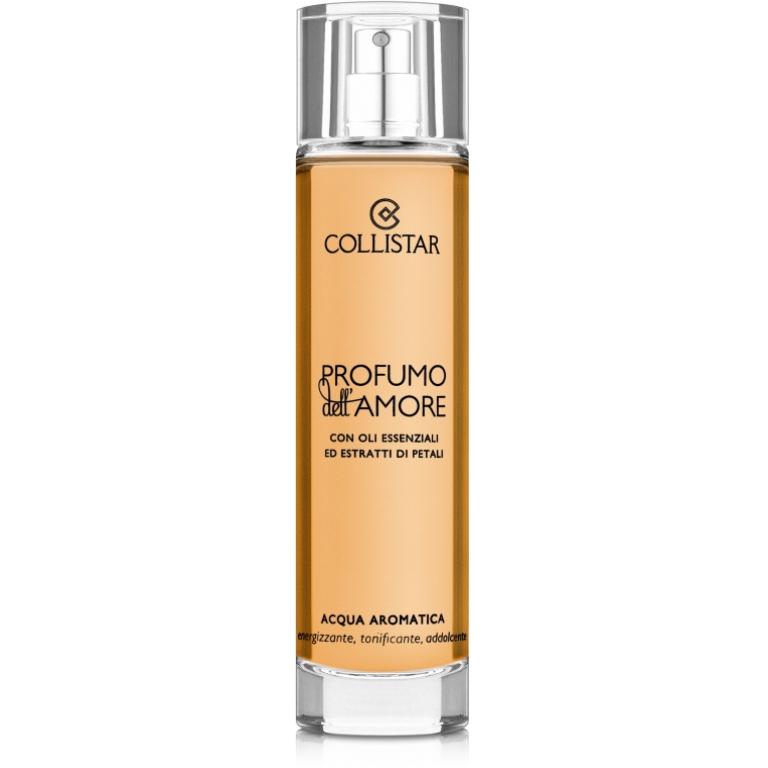 COLLISTAR
PROFUMO
dell'AMORE
CON OLI ESSENZIALI
ED ESTRATTI DI PETALI
ACQUA AROMATICA
energizzante, tonificante, addolcente